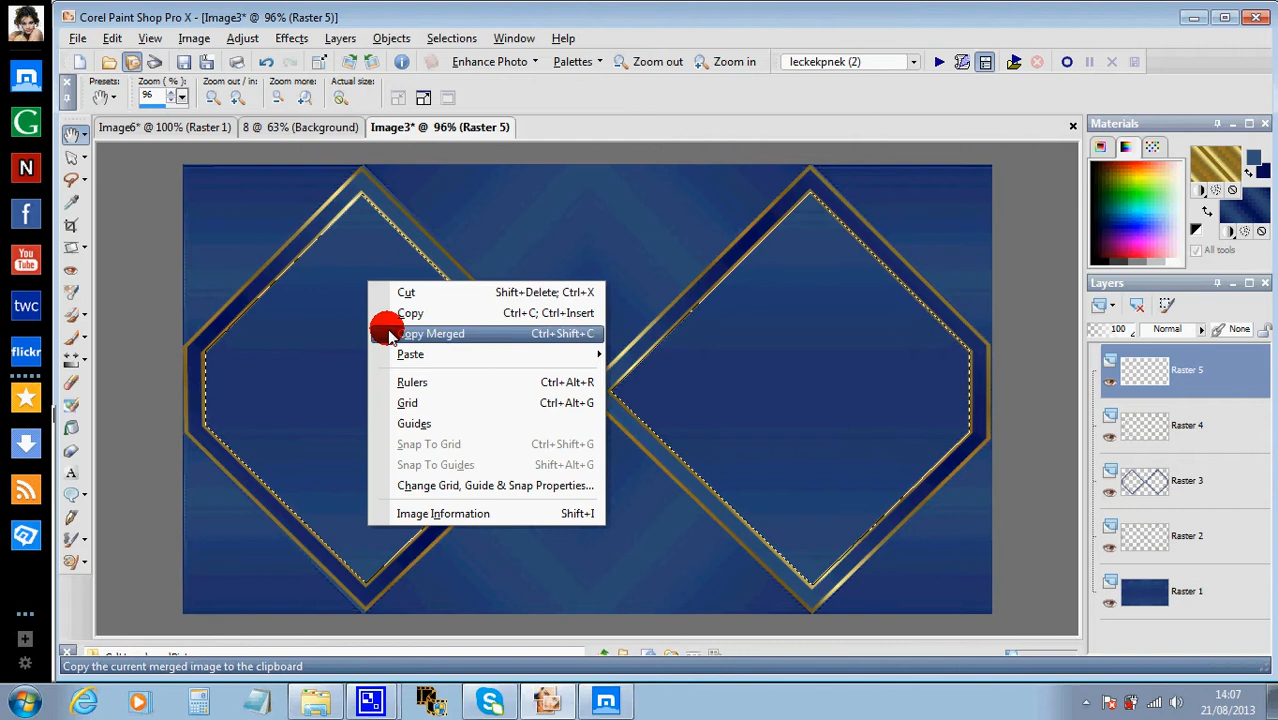 Corel Paint Shop Pro X - [Image3* @ 96% (Raster 5)]
File Edit View Image Adjust Effects Layers Objects Selections Window Help
Enhance Photo Palettes Zoom out Zoom in leckekpnek (2)
Presets: Zoom ( % ): Zoom out/ in: Zoom more: Actual size:
96
Image6* @ 100% (Raster 1) 8 @ 63% (Background) Image3* @ 96% (Raster 5)
Materials
All tools
Layers
100 Normal None
Raster 5
Raster 4
Raster 3
Raster 2
Raster 1
Cut Shift+Delete; Ctrl+X
Copy Ctrl+C; Ctrl+Insert
Copy Merged Ctrl+Shift+C
Paste
Rulers Ctrl+Alt+R
Grid Ctrl+Alt+G
Guides
Snap To Grid Ctrl+Shift+G
Snap To Guides Shift+Alt+G
Change Grid, Guide & Snap Properties...
Image Information Shift+I
G
N
f
You
Tube
twc
flickr
A
Copy the current merged image to the clipboard
14:07
21/08/2013